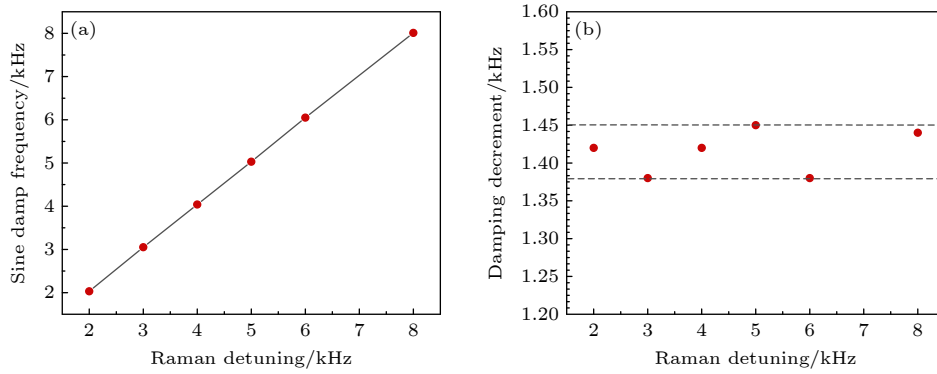 (a)
8
7
6
5
4
3
2
Sine damp frequency/kHz
2 3 4 5 6 7 8
Raman detuning/kHz
(b)
1.60
1.55
1.50
1.45
1.40
1.35
1.30
1.25
1.20
Damping decrement/kHz
2 3 4 5 6 7 8
Raman detuning/kHz